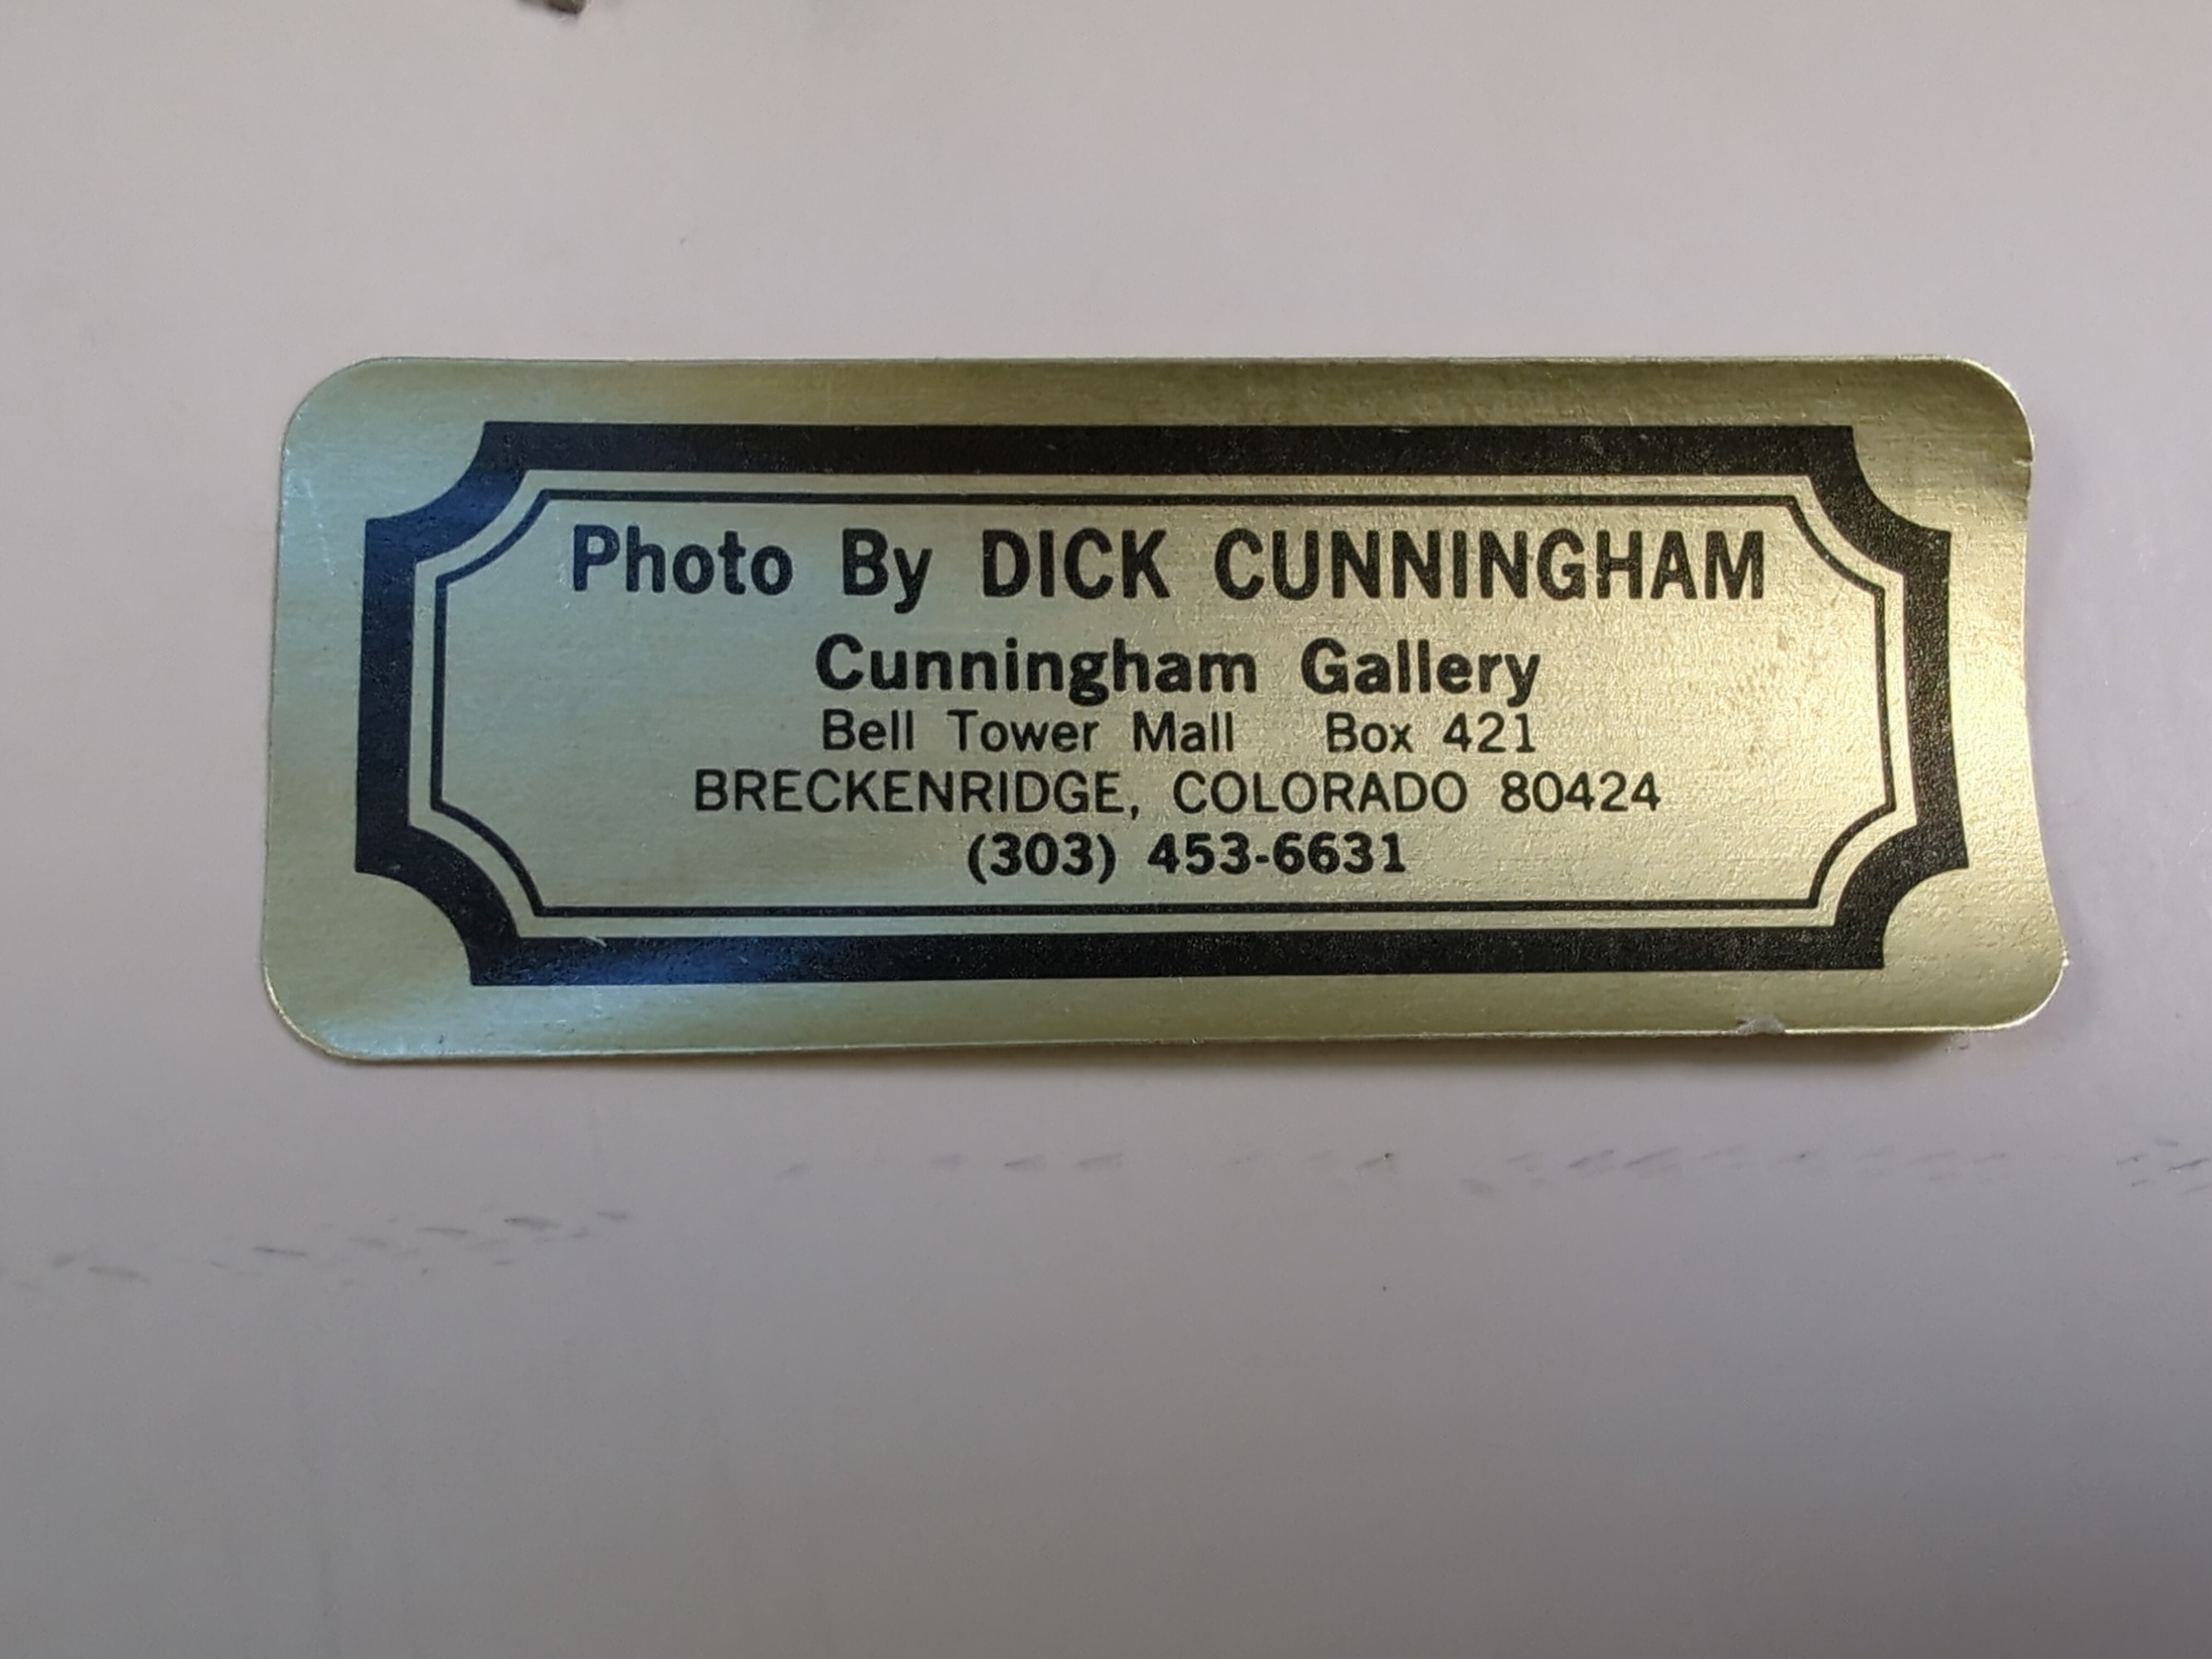 Photo By DICK CUNNINGHAM
Cunningham Gallery
Bell Tower Mall Box 421
BRECKENRIDGE, COLORADO 80424
(303) 453-6631